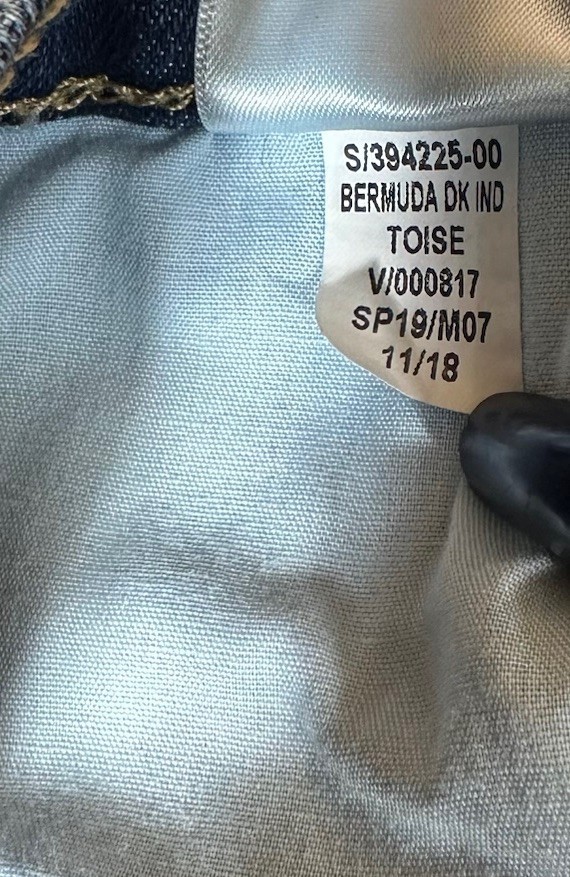 S/394225-00
BERMUDA DK IND
TOISE
V/000817
SP19/M07
11/18